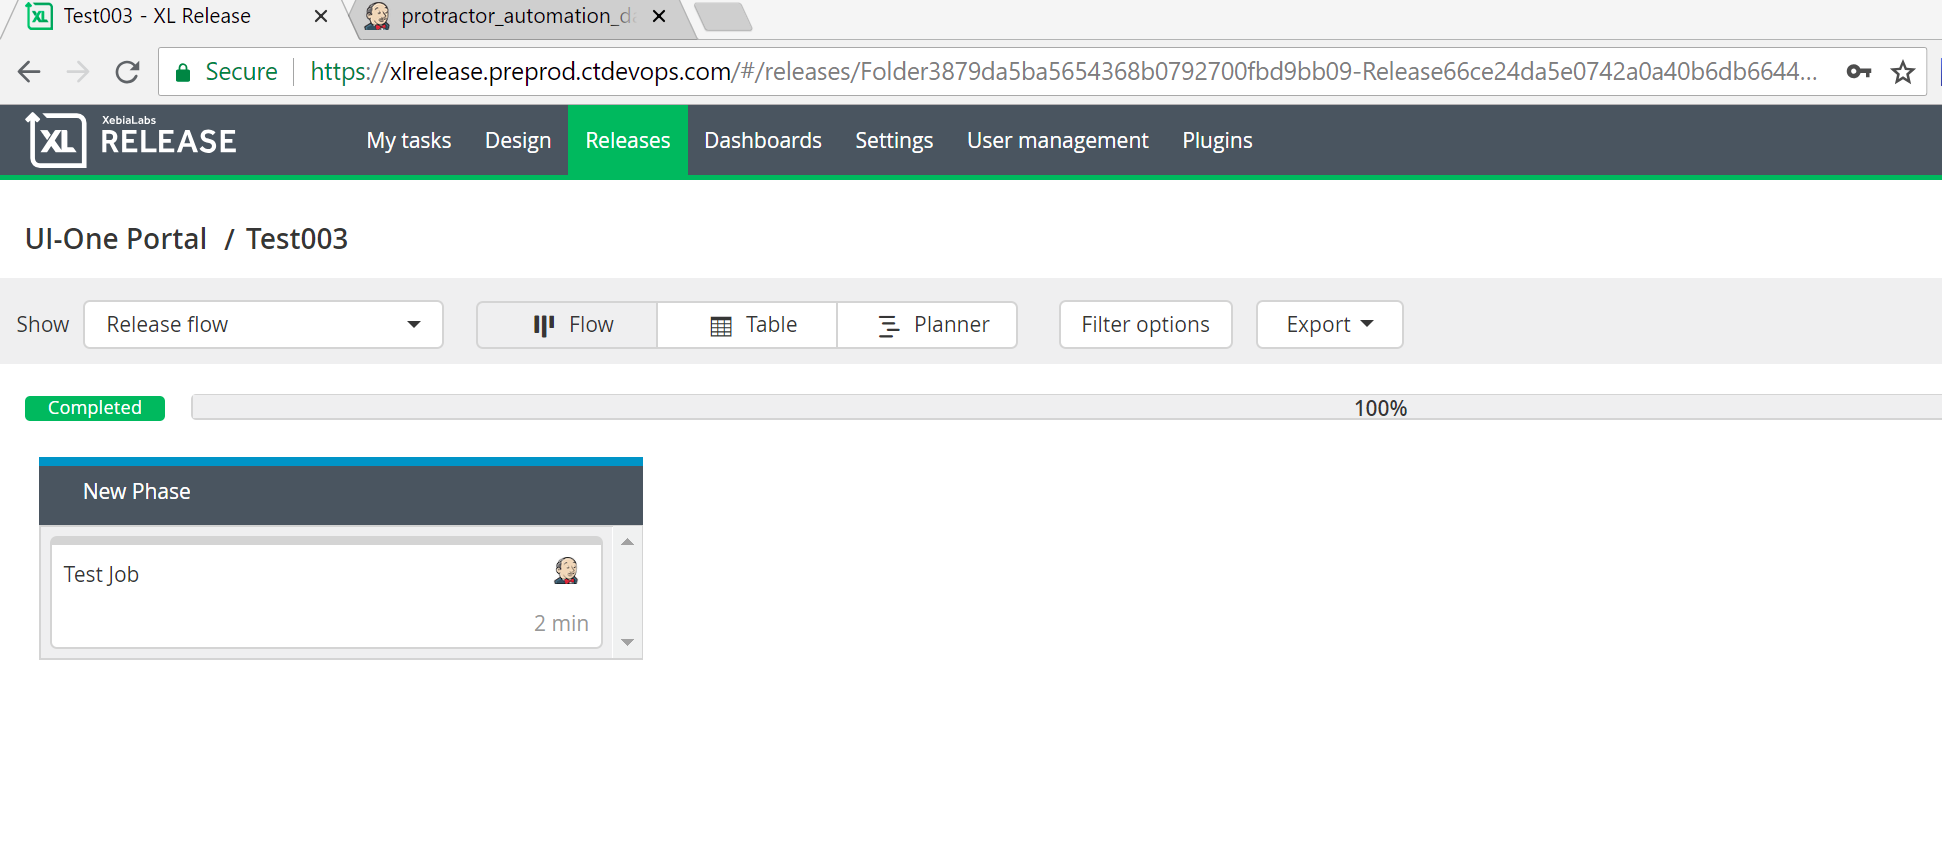 Test003 - XL Release
protractor_automation_d
Secure
https://xlrelease.preprod.ctdevops.com/#/releases/Folder3879da5ba5654368b0792700fbd9bb09-Release66ce24da5e0742a0a40b6db6644...
XL XebiaLabs
RELEASE
My tasks Design Releases Dashboards Settings User management Plugins
UI-One Portal / Test003
Show Release flow Flow Table Planner Filter options Export
Completed 100%
New Phase
Test Job
2 min